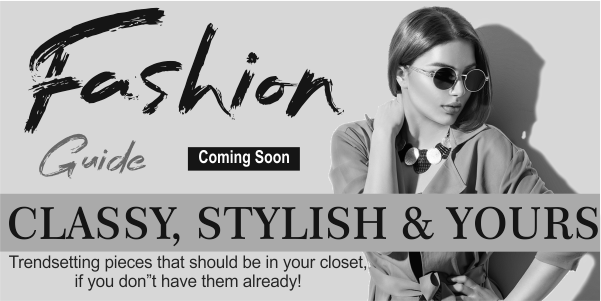 Fashion
Guide
Coming Soon
CLASSY, STYLISH & YOURS
Trendsetting pieces that should be in your closet,
if you don"t have them already!